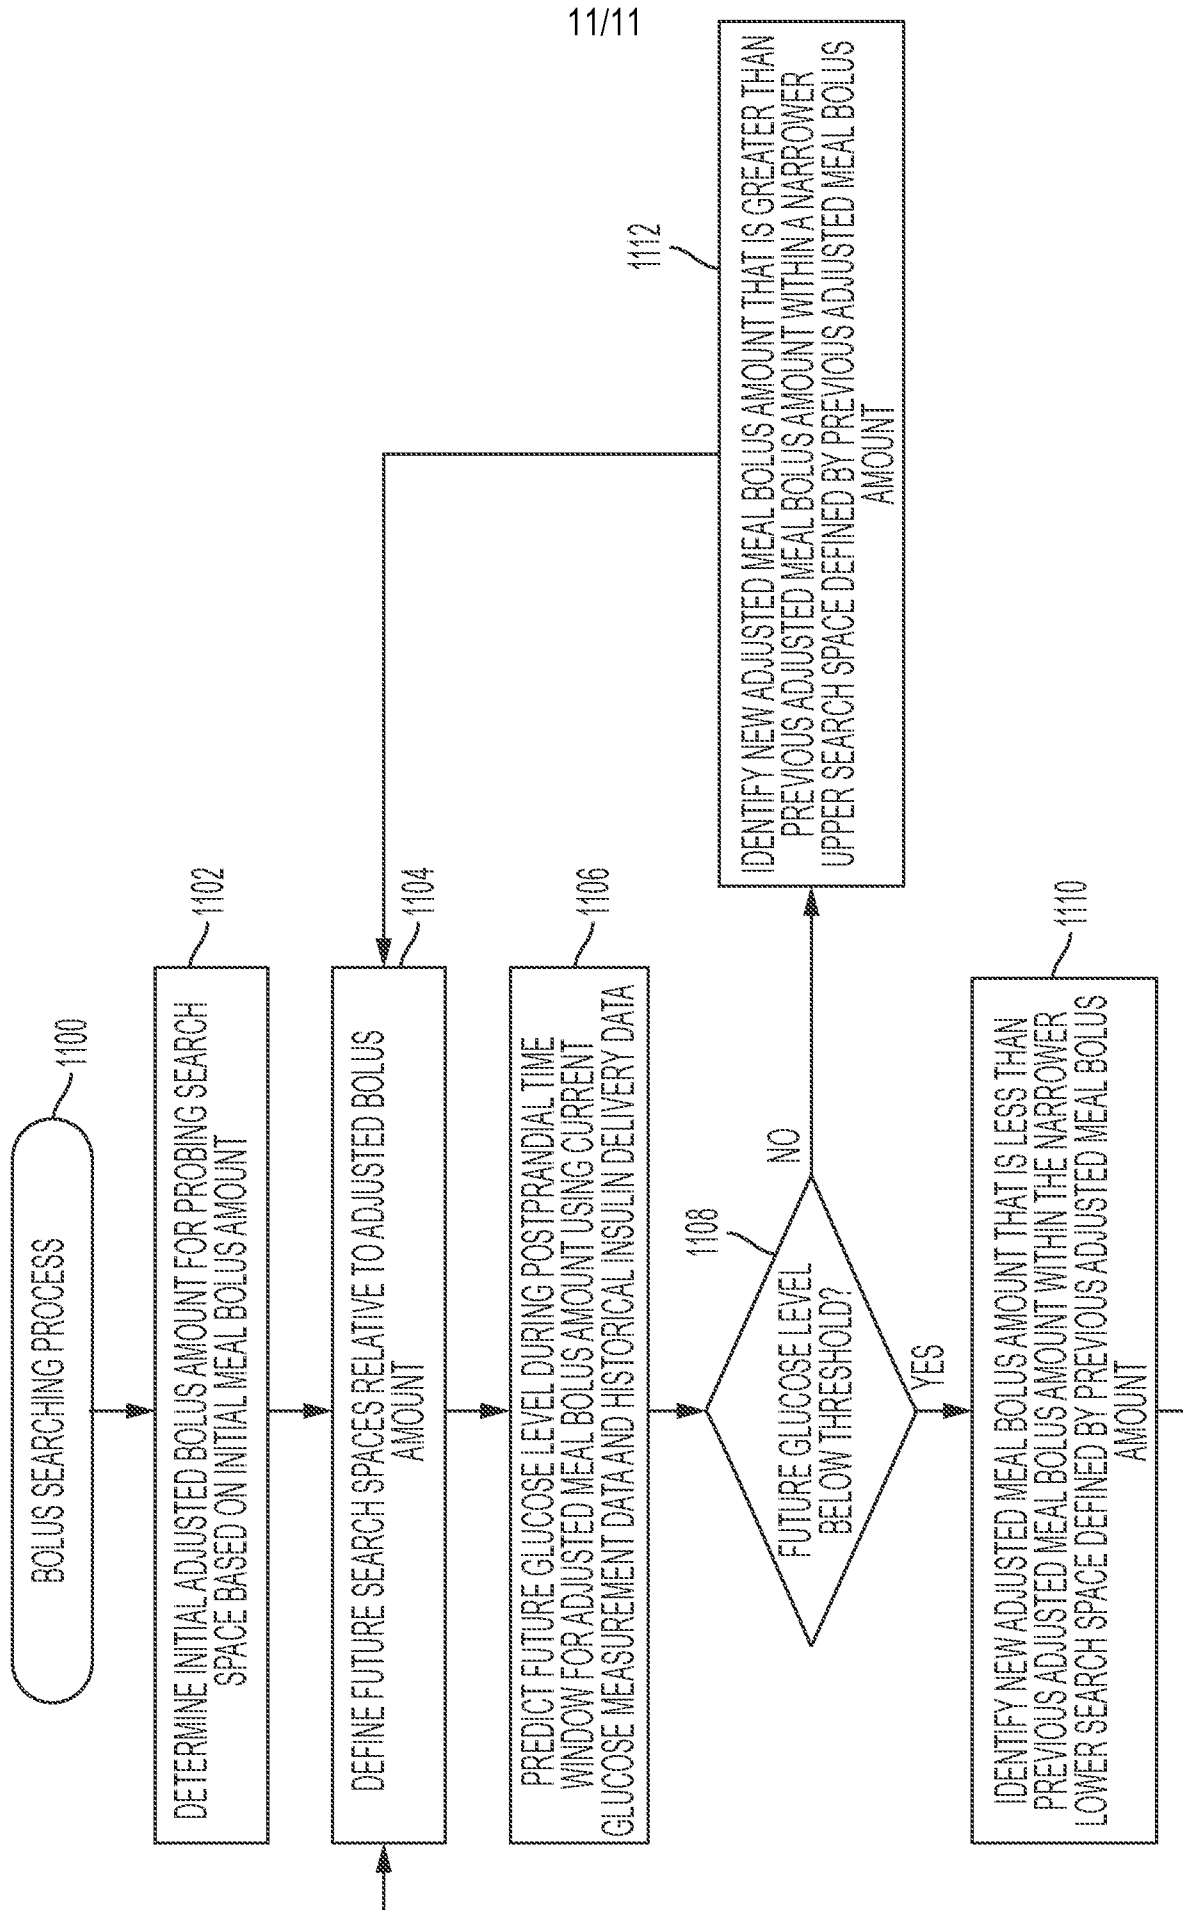 11/11
BOLUS SEARCHING PROCESS
1100
DETERMINE INITIAL ADJUSTED BOLUS AMOUNT FOR PROBING SEARCH
SPACE BASED ON INITIAL MEAL BOLUS AMOUNT
1102
DEFINE FUTURE SEARCH SPACES RELATIVE TO ADJUSTED BOLUS
AMOUNT
1104
PREDICT FUTURE GLUCOSE LEVEL DURING POSTPRANDIAL TIME
WINDOW FOR ADJUSTED MEAL BOLUS AMOUNT USING CURRENT
GLUCOSE MEASUREMENT DATA AND HISTORICAL INSULIN DELIVERY DATA
1106
FUTURE GLUCOSE LEVEL
BELOW THRESHOLD?
1108
NO
YES
IDENTIFY NEW ADJUSTED MEAL BOLUS AMOUNT THAT IS GREATER THAN
PREVIOUS ADJUSTED MEAL BOLUS AMOUNT WITHIN A NARROWER
UPPER SEARCH SPACE DEFINED BY PREVIOUS ADJUSTED MEAL BOLUS
AMOUNT
1112
IDENTIFY NEW ADJUSTED MEAL BOLUS AMOUNT THAT IS LESS THAN
PREVIOUS ADJUSTED MEAL BOLUS AMOUNT WITHIN THE NARROWER
LOWER SEARCH SPACE DEFINED BY PREVIOUS ADJUSTED MEAL BOLUS
AMOUNT
1110